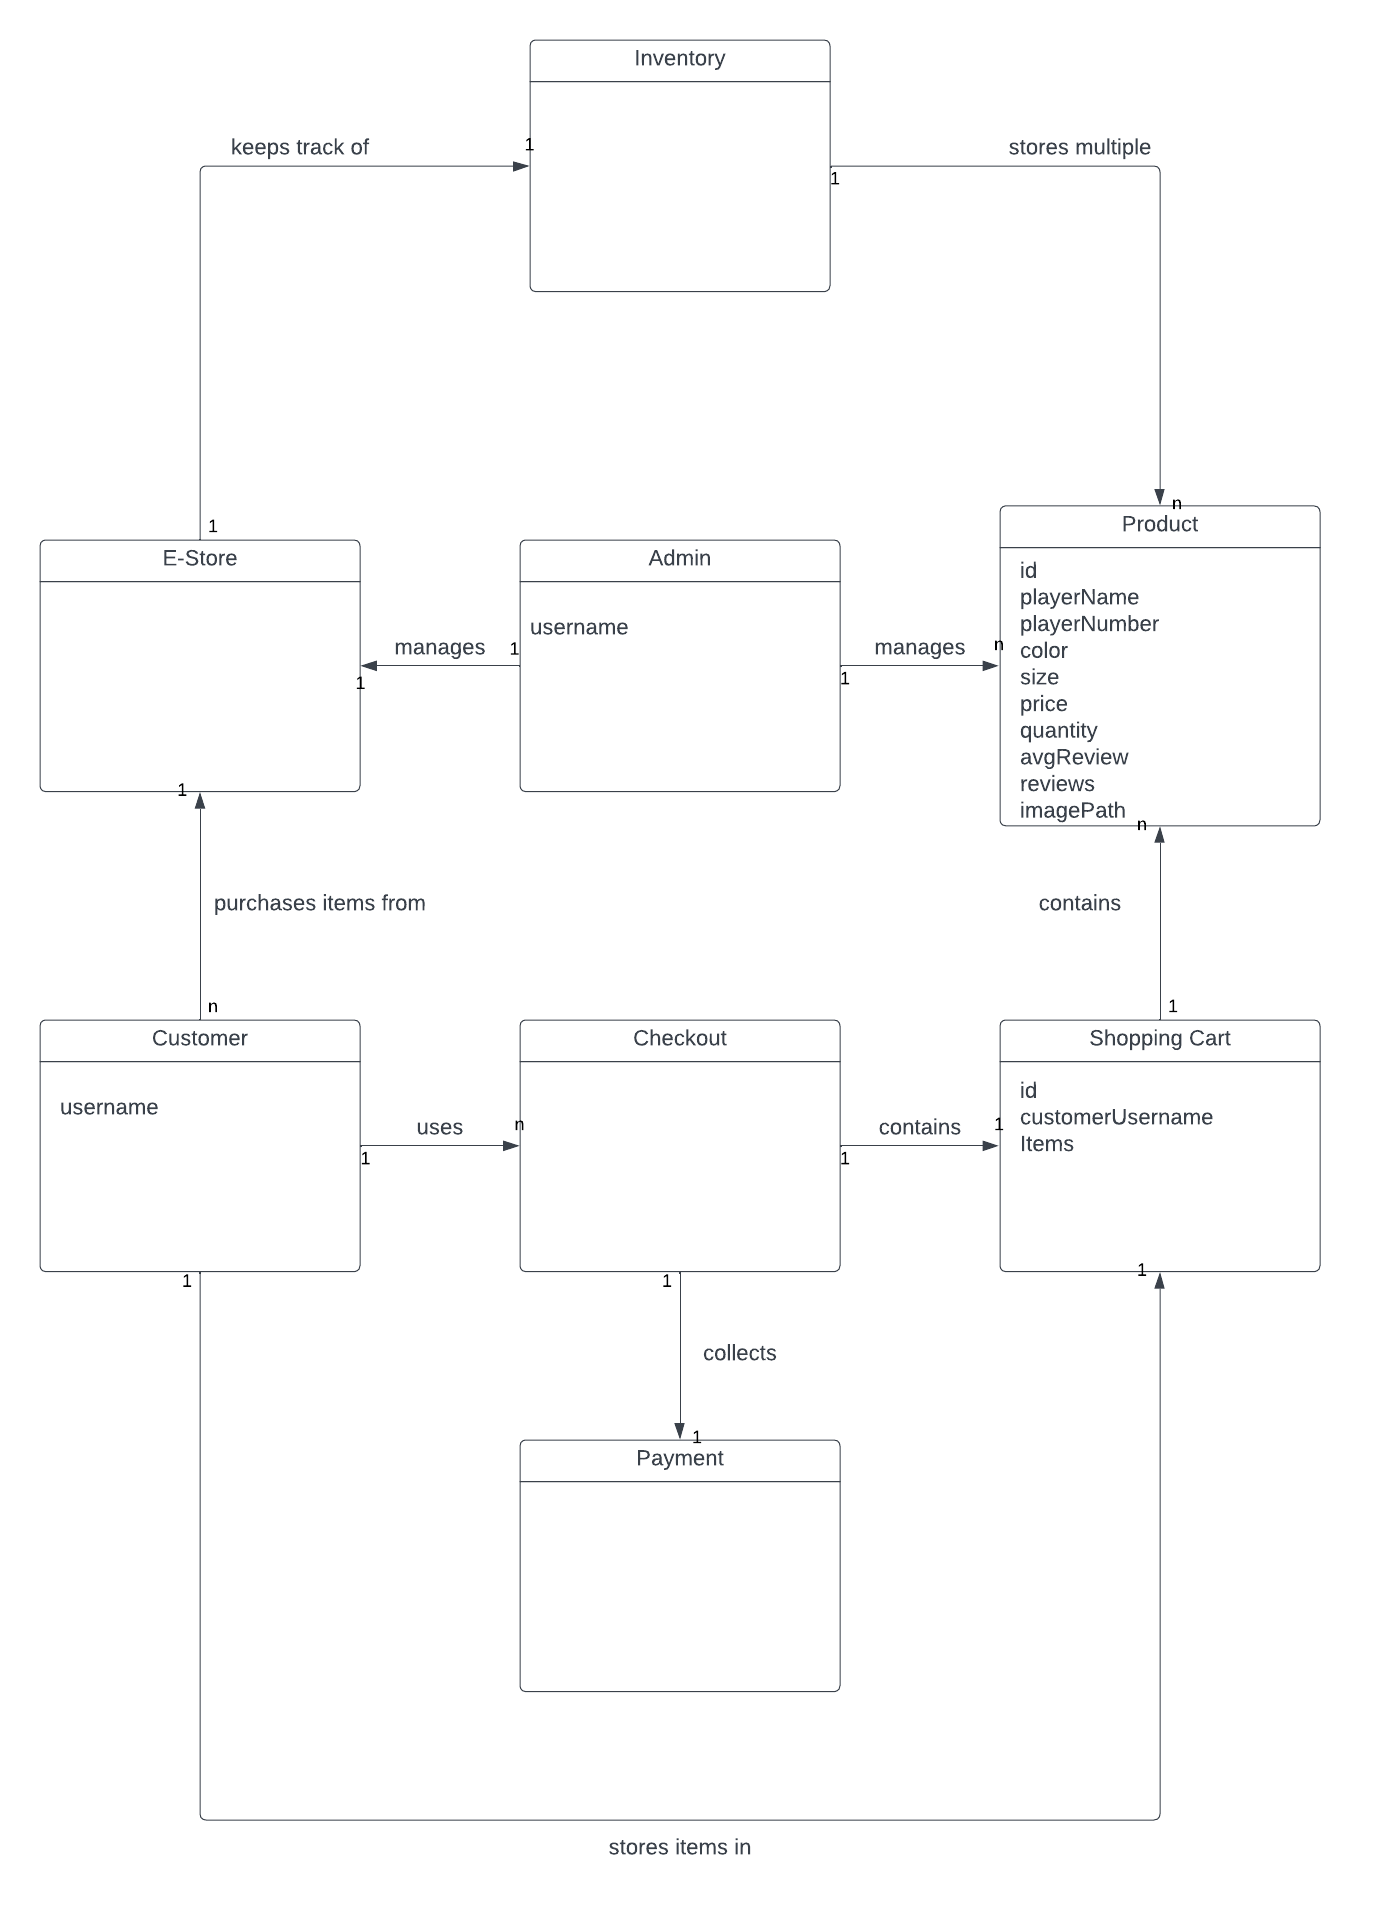 Inventory
keeps track of
1
stores multiple
1
n
Product
1
E-Store
Admin
id
playerName
playerNumber
color
size
price
quantity
avgReview
reviews
imagePath
username
manages
1
1
manages
n
1
1
n
purchases items from
contains
n
1
Customer
Checkout
Shopping Cart
username
id
customerUsername
Items
uses
n
1
contains
1
1
1
1
1
collects
1
Payment
stores items in